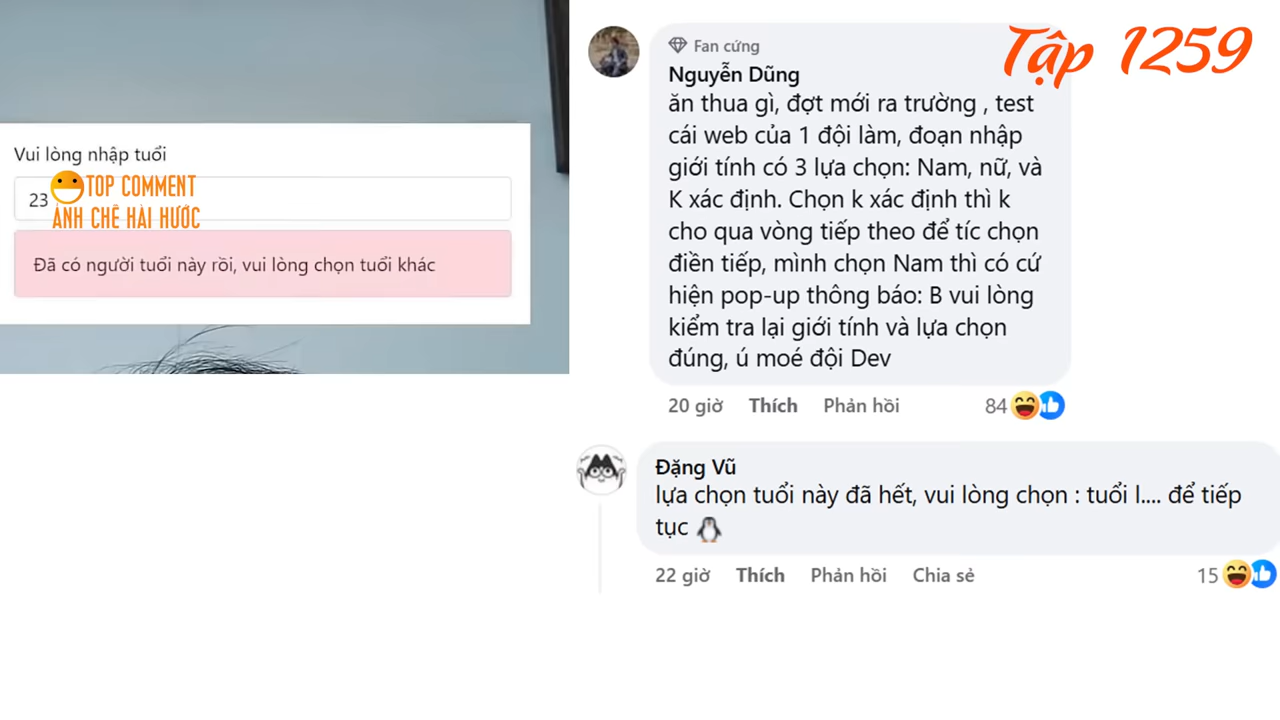 Vui lòng nhập tuổi
23
TOP COMMENT
ẢNH CHẾ HÀI HƯỚC
Đã có người tuổi này rồi, vui lòng chọn tuổi khác
Tập 1259
Fan cứng
Nguyễn Dũng
ăn thua gì, đợt mới ra trường , test
cái web của 1 đội làm, đoạn nhập
giới tính có 3 lựa chọn: Nam, nữ, và
K xác định. Chọn k xác định thì k
cho qua vòng tiếp theo để tíc chọn
điền tiếp, mình chọn Nam thì có cứ
hiện pop-up thông báo: B vui lòng
kiểm tra lại giới tính và lựa chọn
đúng, ú moé đội Dev
20 giờ Thích Phản hồi 84
Đặng Vũ
lựa chọn tuổi này đã hết, vui lòng chọn : tuổi l.... để tiếp
tục
22 giờ Thích Phản hồi Chia sẻ 15